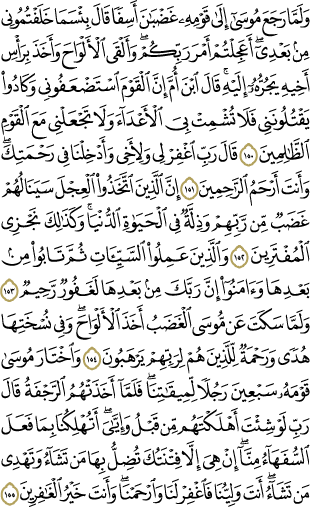 وَلَمَّا رَجَعَ مُوسَىٰٓ إِلَىٰ قَوْمِهِۦ غَضْبَٰنَ أَسِفٗا قَالَ بِئْسَمَا خَلَفْتُمُونِي
مِنۢ بَعْدِيٓۖ أَعَجِلْتُمْ أَمْرَ رَبِّكُمْۖ وَأَلْقَى ٱلْأَلْوَاحَ وَأَخَذَ بِرَأْسِ
أَخِيهِ يَجُرُّهُۥٓ إِلَيْهِۚ قَالَ ٱبْنَ أُمَّ إِنَّ ٱلْقَوْمَ ٱسْتَضْعَفُونِي وَكَادُوا۟
يَقْتُلُونَنِي فَلَا تُشْمِتْ بِيَ ٱلْأَعْدَآءَ وَلَا تَجْعَلْنِي مَعَ ٱلْقَوْمِ
ٱلظَّٰلِمِينَ ١٥٠ قَالَ رَبِّ ٱغْفِرْ لِي وَلِأَخِي وَأَدْخِلْنَا فِي رَحْمَتِكَۖ
وَأَنتَ أَرْحَمُ ٱلرَّٰحِمِينَ ١٥١ إِنَّ ٱلَّذِينَ ٱتَّخَذُوا۟ ٱلْعِجْلَ سَيَنَالُهُمْ
غَضَبٞ مِّن رَّبِّهِمْ وَذِلَّةٞ فِي ٱلْحَيَوٰةِ ٱلدُّنْيَاۚ وَكَذَٰلِكَ نَجْزِي
ٱلْمُفْتَرِينَ ١٥٢ وَٱلَّذِينَ عَمِلُوا۟ ٱلسَّيِّـَٔاتِ ثُمَّ تَابُوا۟ مِنۢ
بَعْدِهَا وَءَامَنُوٓا۟ إِنَّ رَبَّكَ مِنۢ بَعْدِهَا لَغَفُورٞ رَّحِيمٞ ١٥٣
وَلَمَّا سَكَتَ عَن مُّوسَى ٱلْغَضَبُ أَخَذَ ٱلْأَلْوَاحَۖ وَفِي نُسْخَتِهَا
هُدٗى وَرَحْمَةٞ لِّلَّذِينَ هُمْ لِرَبِّهِمْ يَرْهَبُونَ ١٥٤ وَٱخْتَارَ مُوسَىٰ
قَوْمَهُۥ سَبْعِينَ رَجُلٗا لِّمِيقَٰتِنَاۖ فَلَمَّآ أَخَذَتْهُمُ ٱلرَّجْفَةُ قَالَ
رَبِّ لَوْ شِئْتَ أَهْلَكْتَهُم مِّن قَبْلُ وَإِيَّٰيَۖ أَتُهْلِكُنَا بِمَا فَعَلَ
ٱلسُّفَهَآءُ مِنَّآۖ إِنْ هِيَ إِلَّا فِتْنَتُكَ تُضِلُّ بِهَا مَن تَشَآءُ وَتَهْدِي
مَن تَشَآءُۖ أَنتَ وَلِيُّنَا فَٱغْفِرْ لَنَا وَٱرْحَمْنَاۖ وَأَنتَ خَيْرُ ٱلْغَٰفِرِينَ ١٥٥